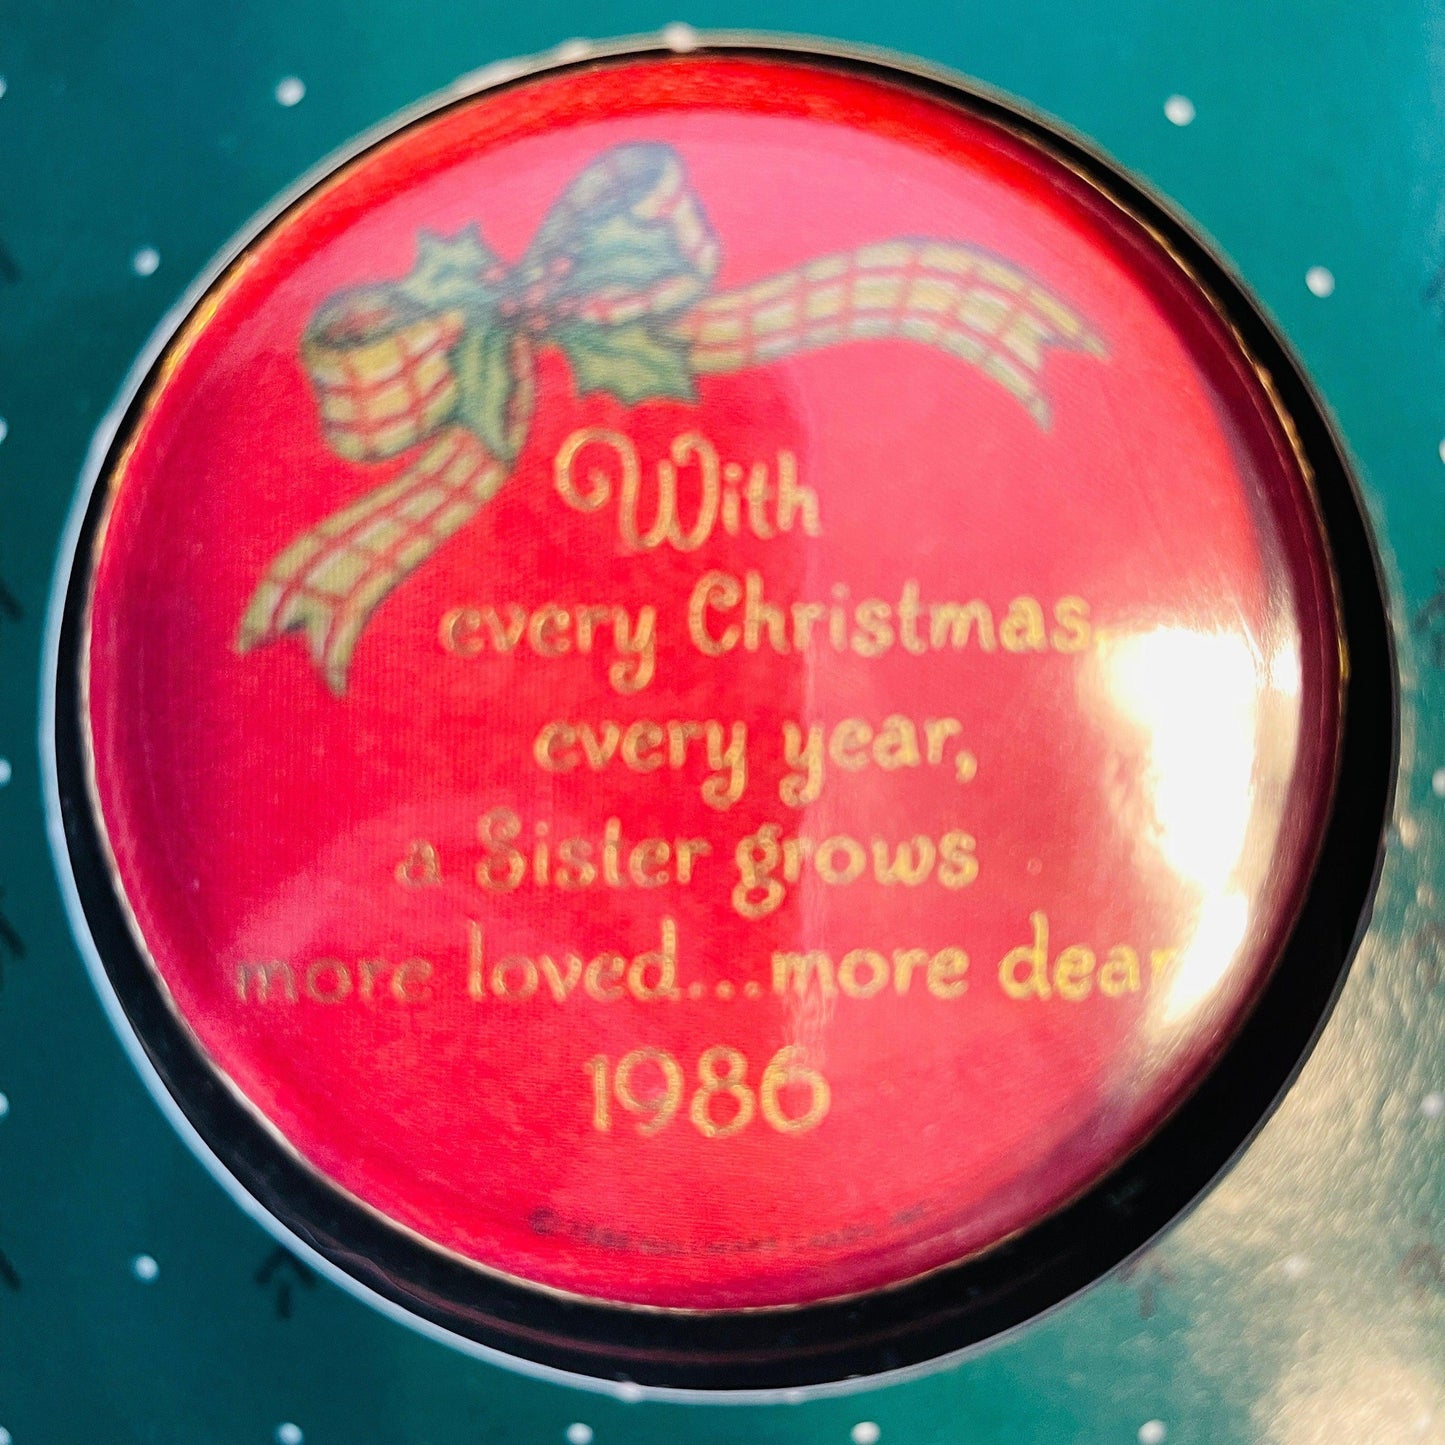 With
every Christmas,
every year,
a Sister grows
more loved...more dear
1986
©